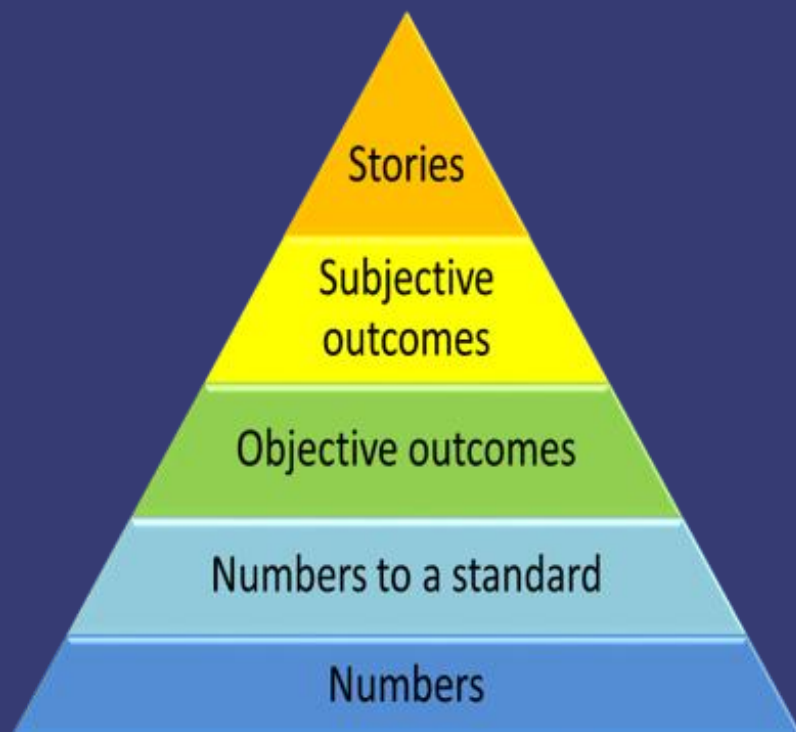 Stories
Subjective
outcomes
Objective outcomes
Numbers to a standard
Numbers